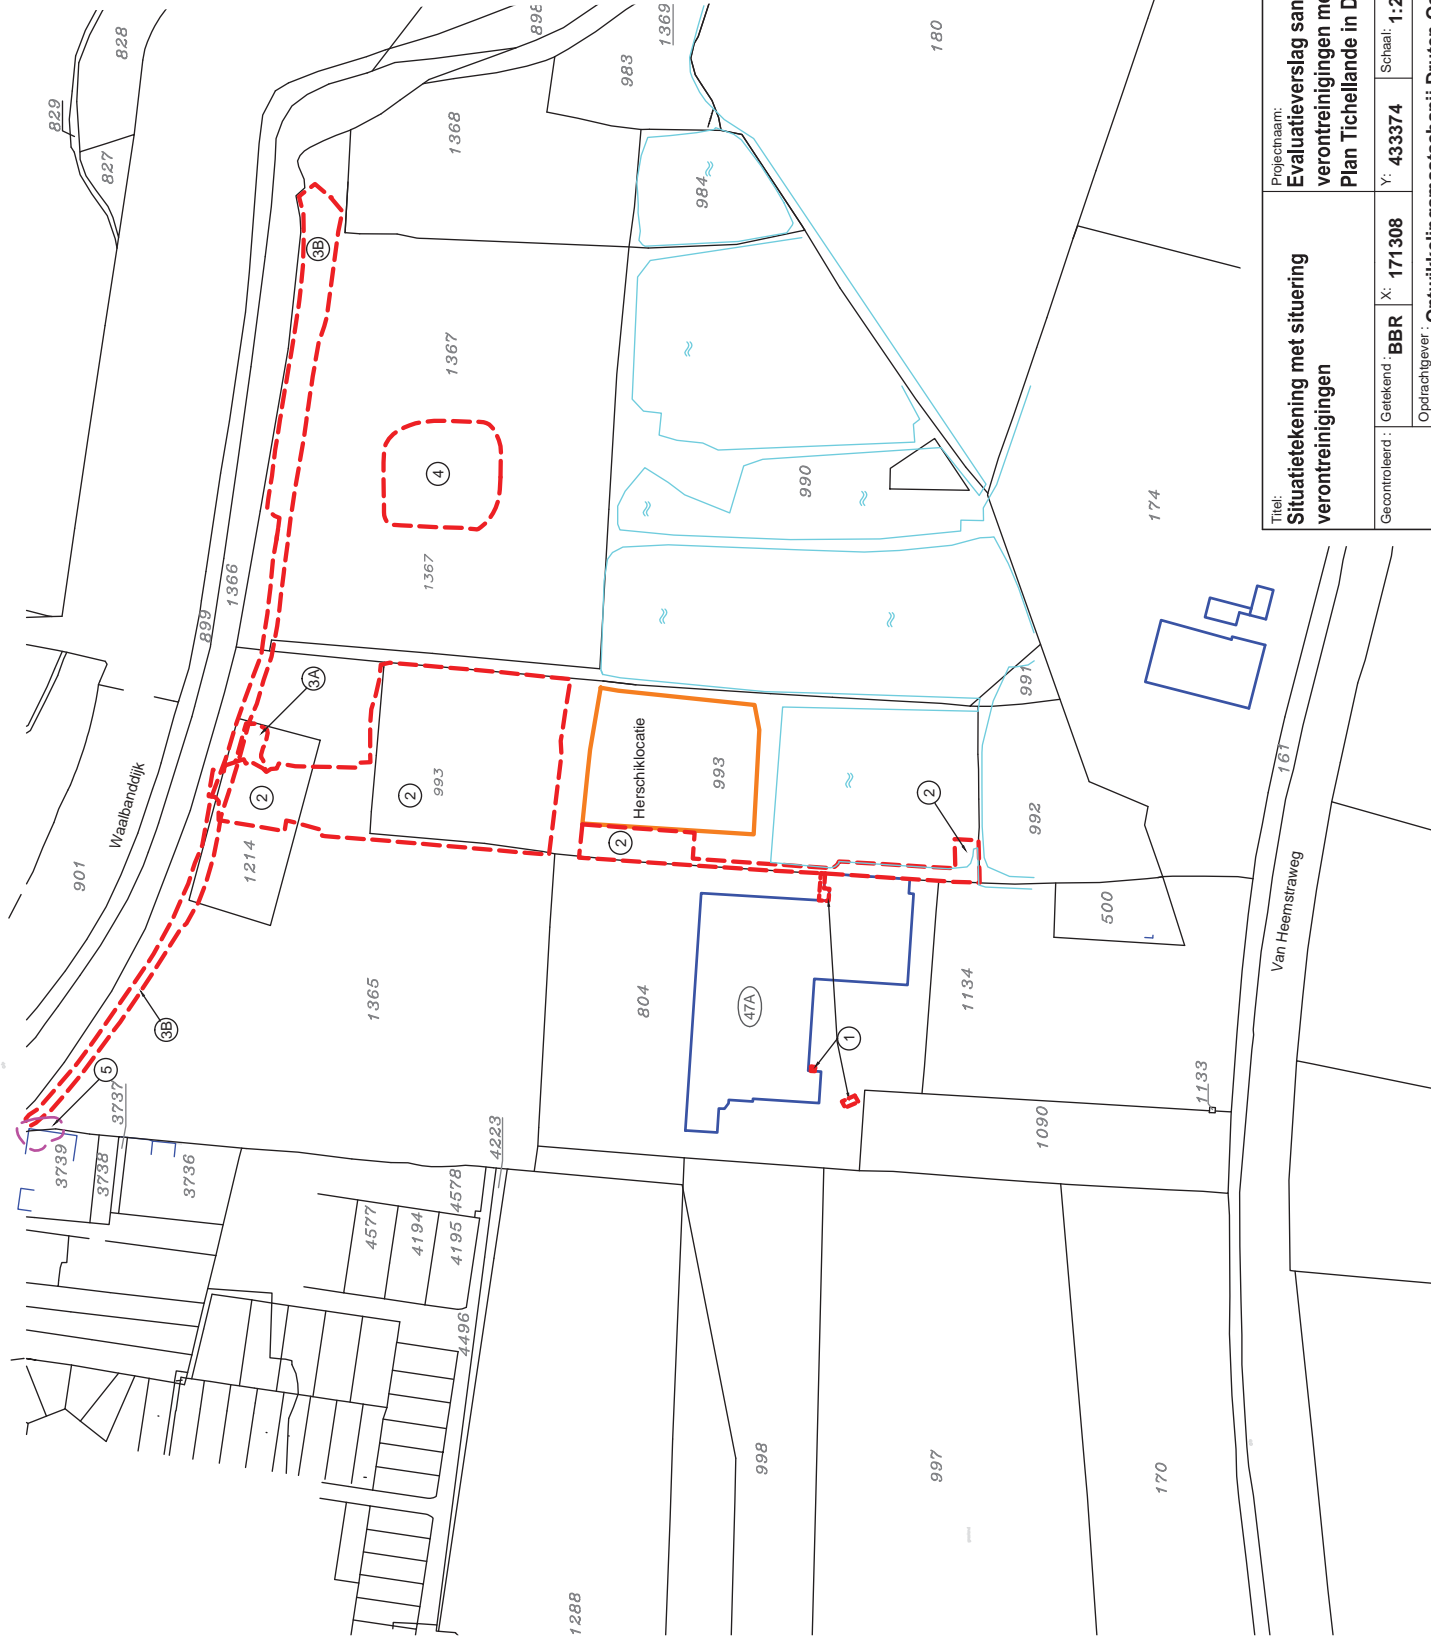 829
828
827
898
1369
983
180
1368
984
3B
1367
4
990
1367
1366
899
174
3A
991
Waalbanddijk
2
993
2
Herschiklocatie
993
2
2
992
161
901
1214
500
Van Heemstraweg
1365
804
47A
1134
3B
1
5
3737
1133
3739
3738
3736
4223
4578
1090
4577
4194
4195
4496
998
997
170
1288
Titel:
Situatietekening met situering
verontreinigingen
Projectnaam:
Evaluatieverslag san
verontreinigingen me
Plan Tichellande in D
Gecontroleerd :
Getekend : BBR
X: 171308
Y: 433374
Schaal: 1:2
Opdrachtgever :